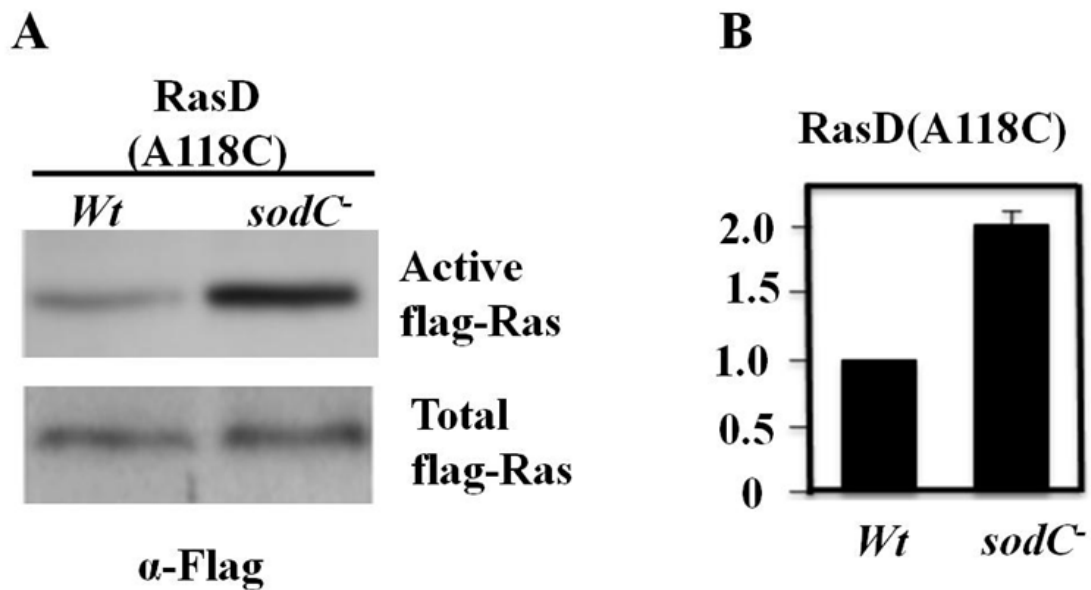 A
RasD
(A118C)
Wt sodC-
Active
flag-Ras
Total
flag-Ras
α-Flag
B
RasD(A118C)
2.0
1.5
1.0
0.5
0
Wt sodC-